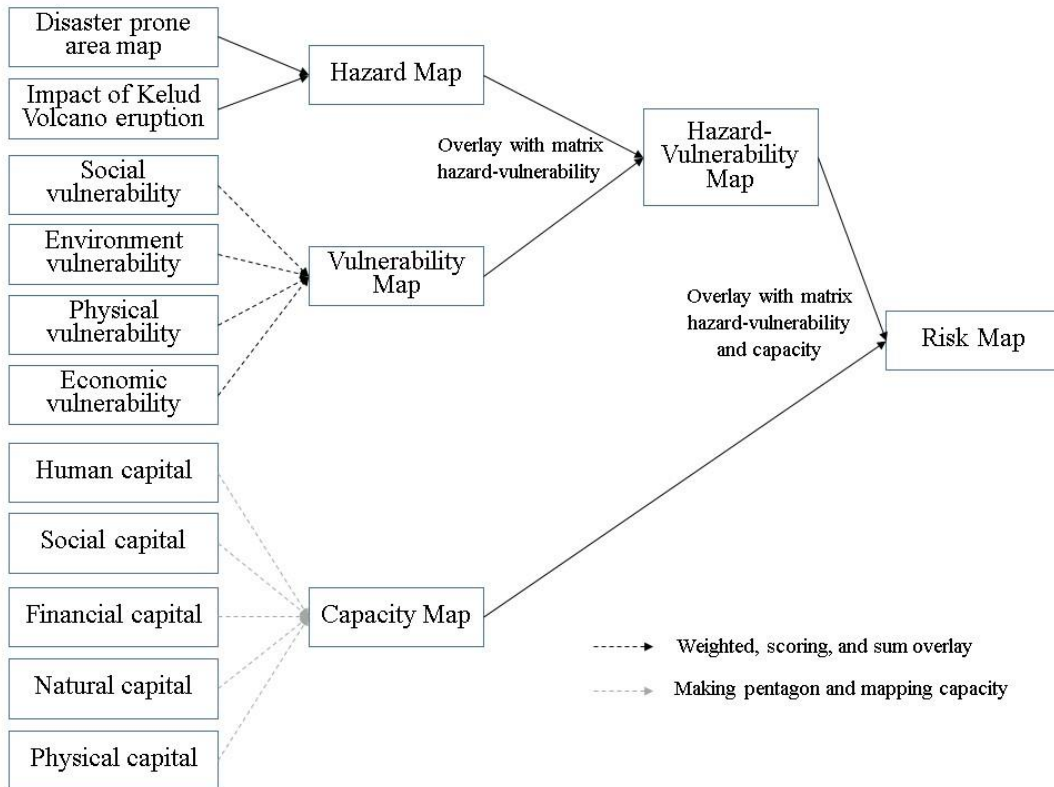 Disaster prone
area map
Impact of Kelud
Volcano eruption
Social
vulnerability
Environment
vulnerability
Physical
vulnerability
Economic
vulnerability
Human capital
Social capital
Financial capital
Natural capital
Physical capital
Hazard Map
Vulnerability
Map
Capacity Map
Overlay with matrix
hazard-vulnerability
Hazard-
Vulnerability
Map
Overlay with matrix
hazard-vulnerability
and capacity
Risk Map
Weighted, scoring, and sum overlay
Making pentagon and mapping capacity